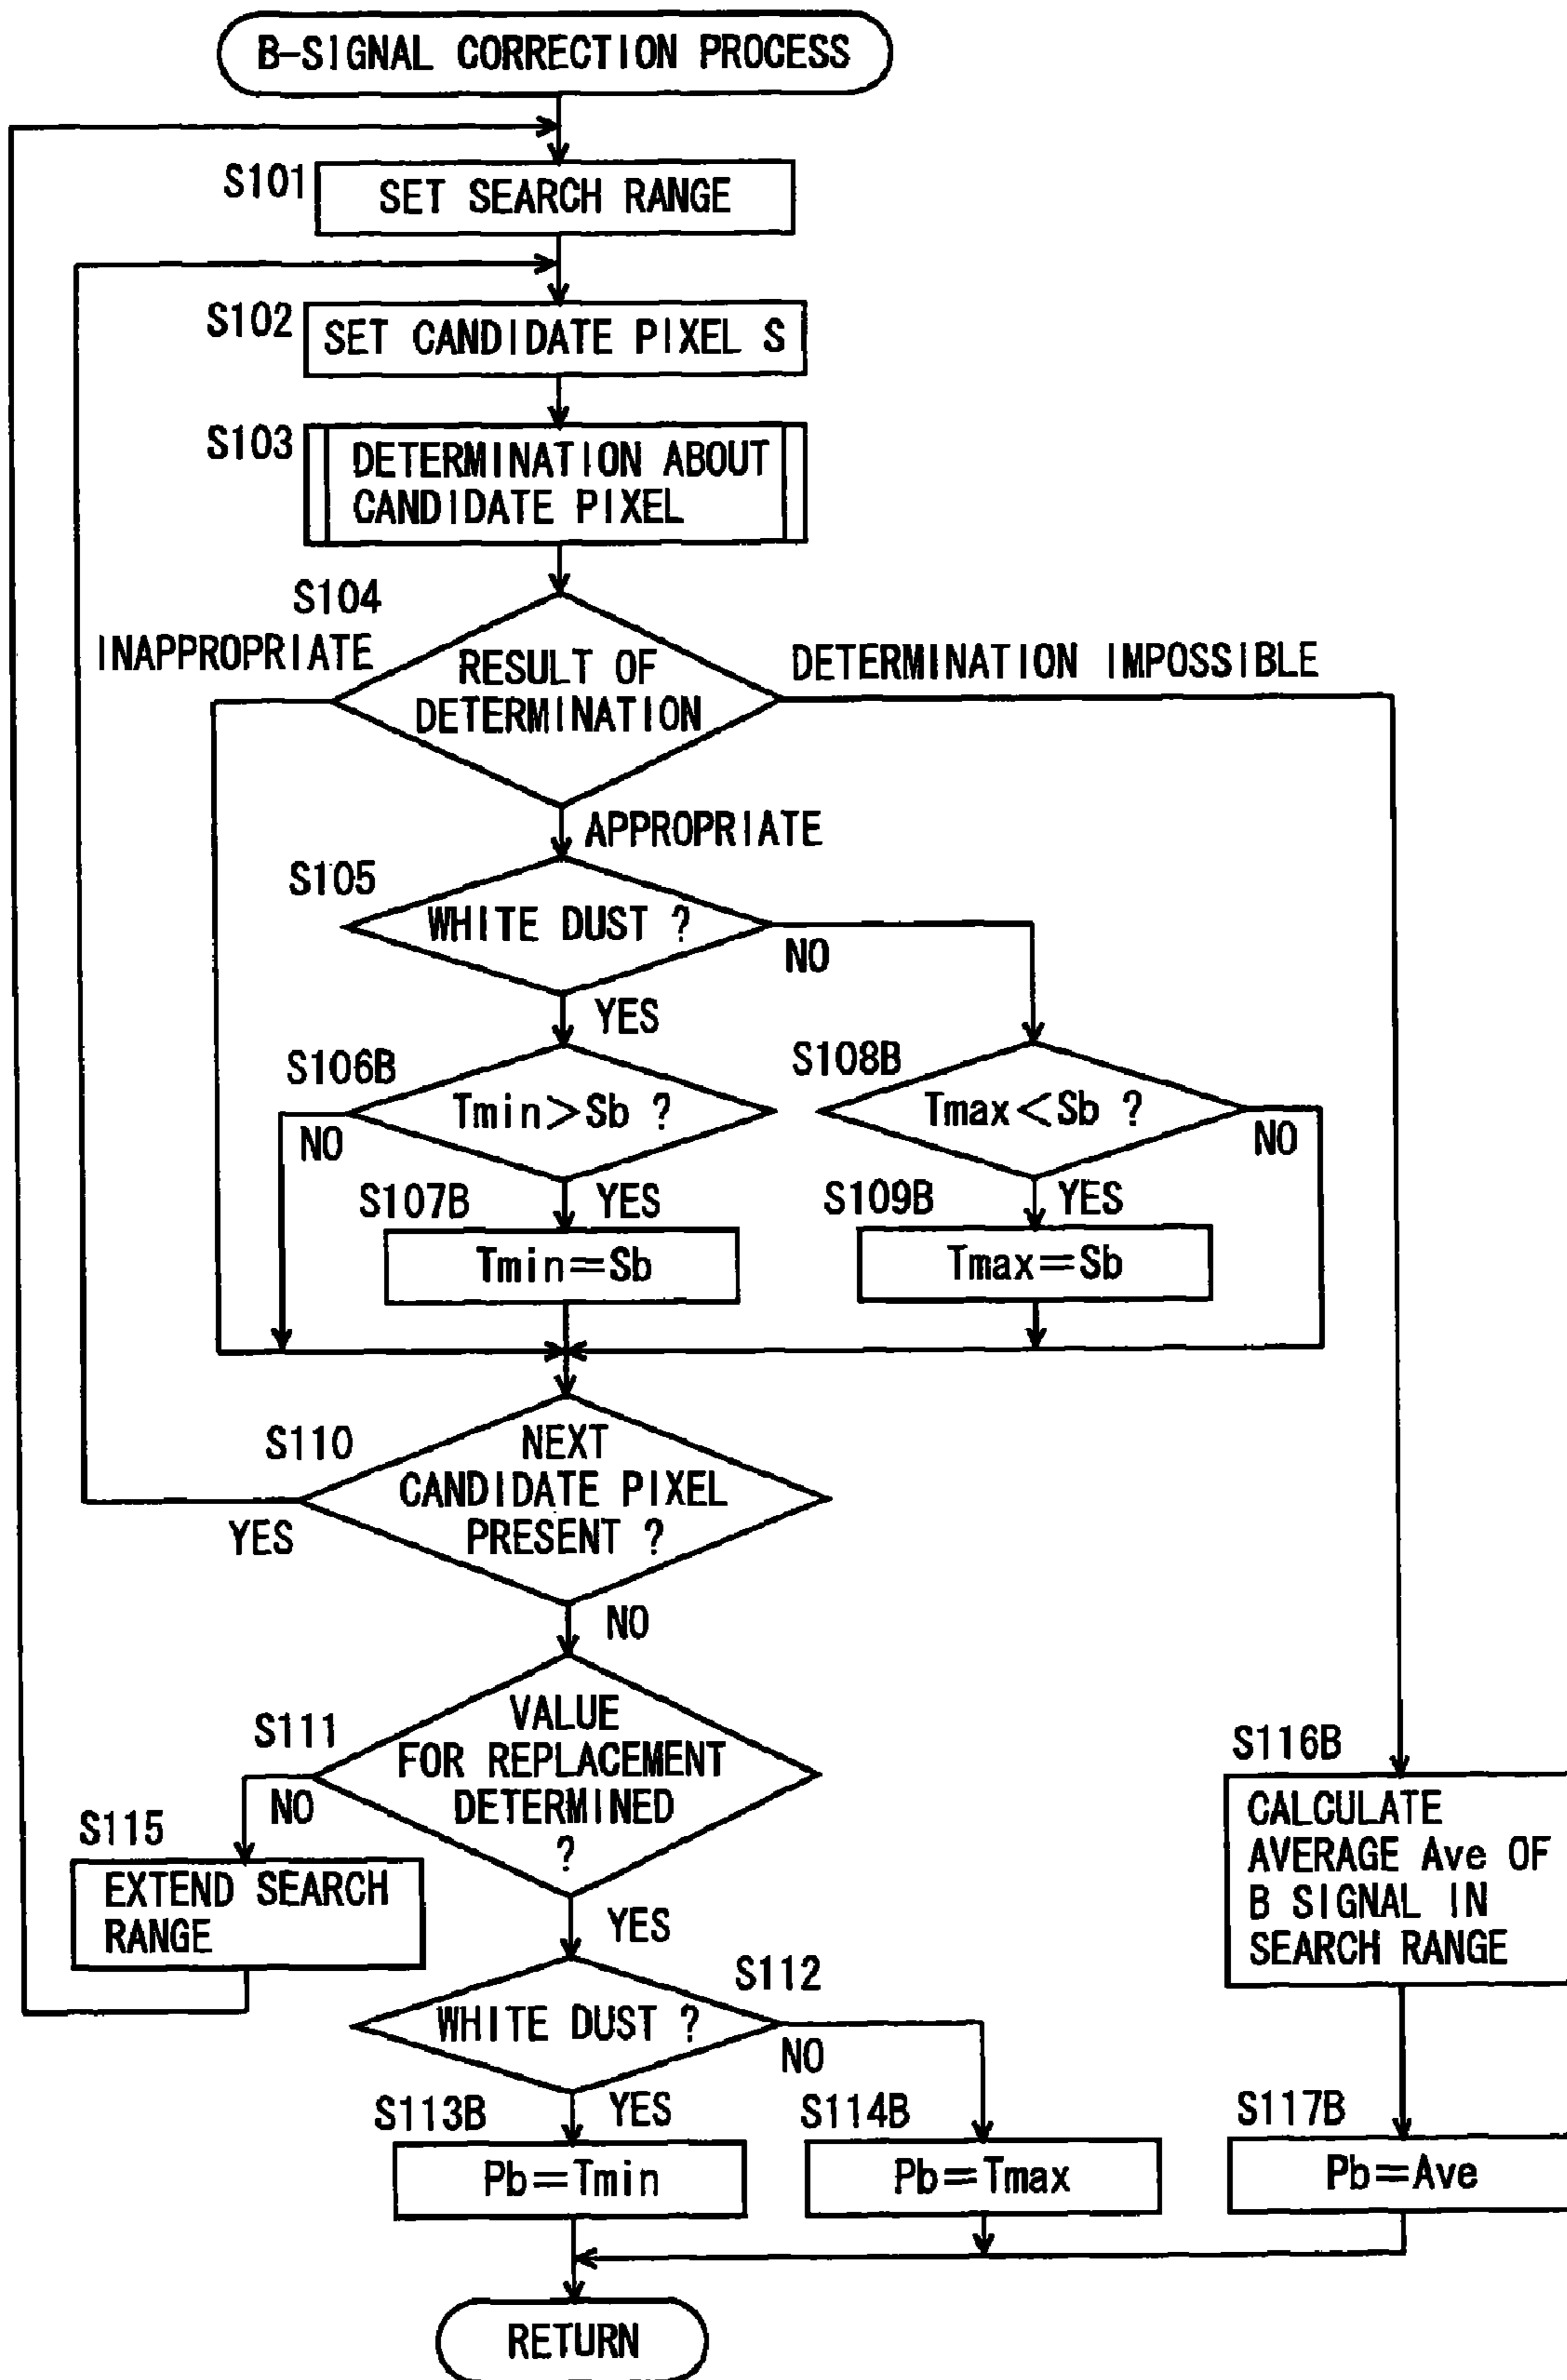 B-SIGNAL CORRECTION PROCESS
S101
SET SEARCH RANGE
S102
SET CANDIDATE PIXEL S
S103
DETERMINATION ABOUT
CANDIDATE PIXEL
S104
INAPPROPRIATE
RESULT OF
DETERMINATION
DETERMINATION IMPOSSIBLE
APPROPRIATE
S105
WHITE DUST ?
NO
YES
S106B
Tmin>Sb ?
NO
S108B
Tmax<Sb ?
NO
S107B
YES
Tmin=Sb
S109B
YES
Tmax=Sb
S110
NEXT
CANDIDATE PIXEL
PRESENT ?
YES
NO
S111
VALUE
FOR REPLACEMENT
DETERMINED
?
NO
S115
EXTEND SEARCH
RANGE
YES
S116B
CALCULATE
AVERAGE Ave OF
B SIGNAL IN
SEARCH RANGE
S112
WHITE DUST ?
NO
S113B
YES
Pb=Tmin
S114B
Pb=Tmax
S117B
Pb=Ave
RETURN